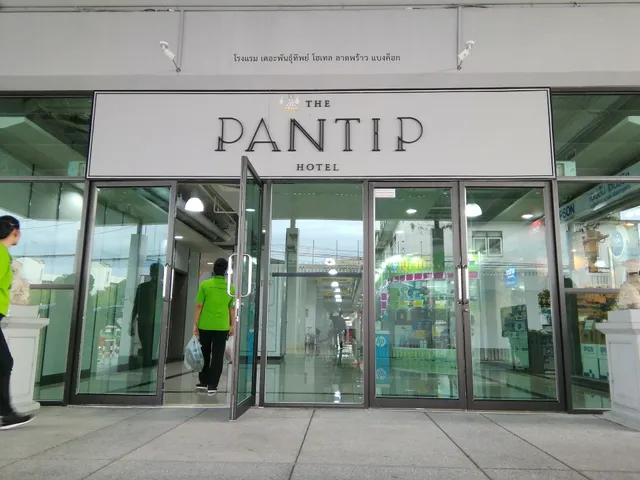 โรงแรม เดอะพันธุ์ทิพย์ โฮเทล ลาดพร้าว แบงค็อก
THE
PANTIP
HOTEL